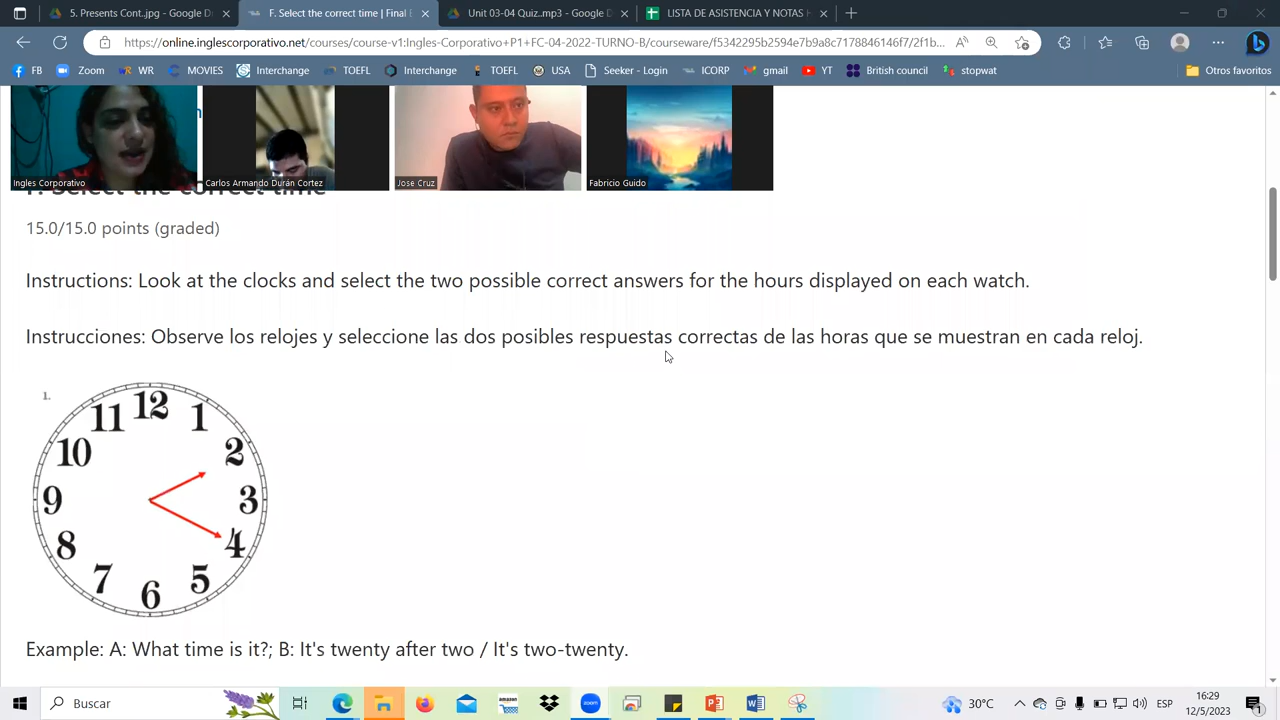 5. Presents Cont..jpg - Google D
F. Select the correct time | Final E
Unit 03-04 Quiz..mp3 - Google D
LISTA DE ASISTENCIA Y NOTAS
https://online.inglescorporativo.net/courses/course-v1:Ingles-Corporativo+P1+FC-04-2022-TURNO-B/courseware/f5342295b2594e7b9a8c7178846146f7/2f1b...
FB
Zoom
WR
MOVIES
Interchange
TOEFL
Interchange
TOEFL
USA
Seeker - Login
ICORP
gmail
YT
British council
stopwat
Otros favoritos
Ingles Corporativo
Carlos Armando Durán Cortez
Jose Cruz
Fabricio Guido
F. Select the correct time
15.0/15.0 points (graded)
Instructions: Look at the clocks and select the two possible correct answers for the hours displayed on each watch.
Instrucciones: Observe los relojes y seleccione las dos posibles respuestas correctas de las horas que se muestran en cada reloj.
1.
12
11 1
10 2
9 3
8 4
7 5
6
Example: A: What time is it?; B: It's twenty after two / It's two-twenty.
Buscar
amazon
zoom
30°C
ESP
12/5/2023
1